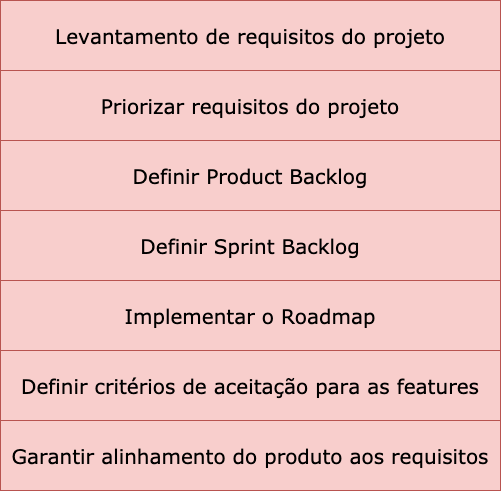 Levantamento de requisitos do projeto
Priorizar requisitos do projeto
Definir Product Backlog
Definir Sprint Backlog
Implementar o Roadmap
Definir critérios de aceitação para as features
Garantir alinhamento do produto aos requisitos